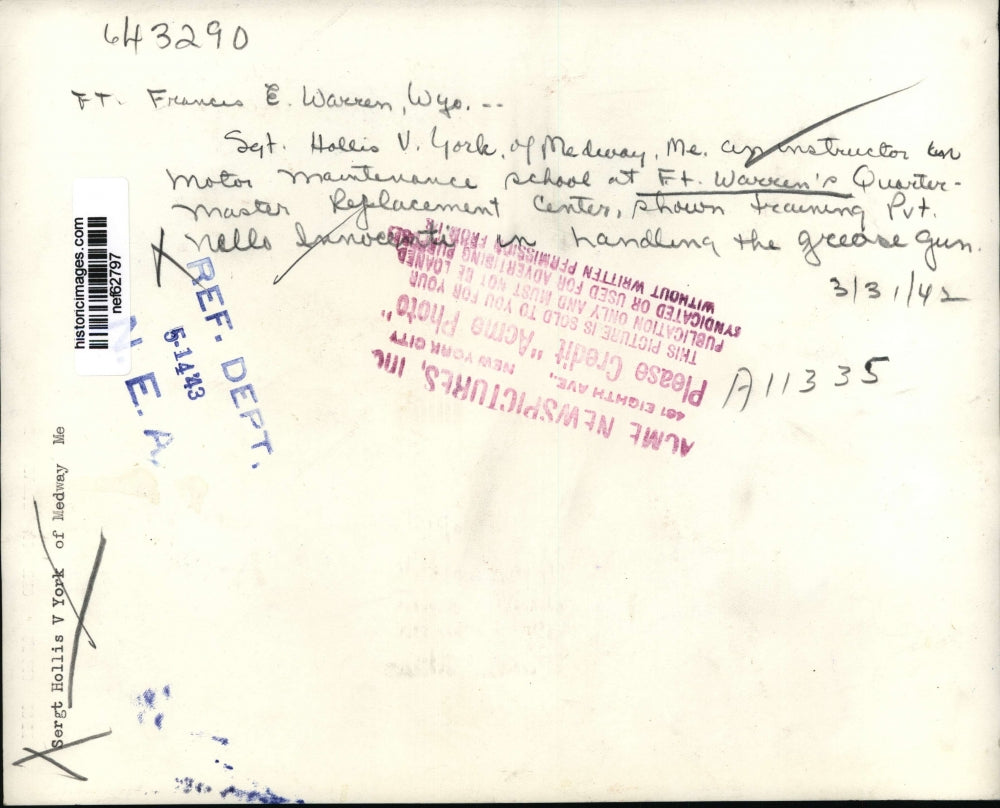 643290
Ft. Francis E. Warren, Wyo. --
Sgt. Hollis V. York, of Medway, Me. an instructor in
motor maintenance school at Ft. Warren's Quarter-
master Replacement Center, shown training Pvt.
Nello Innocenti in handling the grease gun.
3/31/42
A11335
historicimages.com
nef62797
REF. DEPT.
5-14'43
N. E. A.
ACME NEWSPICTURES, INC.
461 EIGHTH AVE., NEW YORK CITY
Please Credit "Acme Photo"
THIS PICTURE IS SOLD TO YOU FOR YOUR
PUBLICATION ONLY AND MUST NOT BE LOANED
SYNDICATED OR USED FOR ADVERTISING PURPOSES
WITHOUT WRITTEN PERMISSION FROM
Sergt Hollis V York of Medway Me